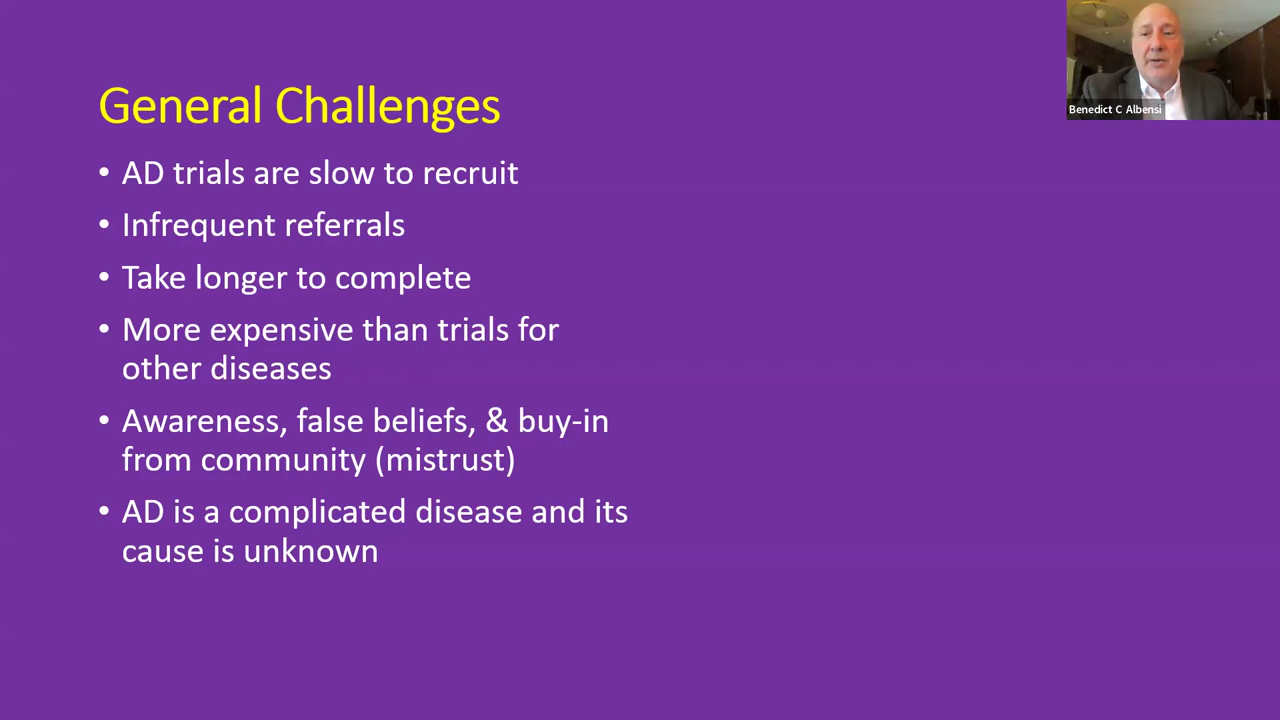 General Challenges
• AD trials are slow to recruit
• Infrequent referrals
• Take longer to complete
• More expensive than trials for
other diseases
• Awareness, false beliefs, & buy-in
from community (mistrust)
• AD is a complicated disease and its
cause is unknown
Benedict C Albensi